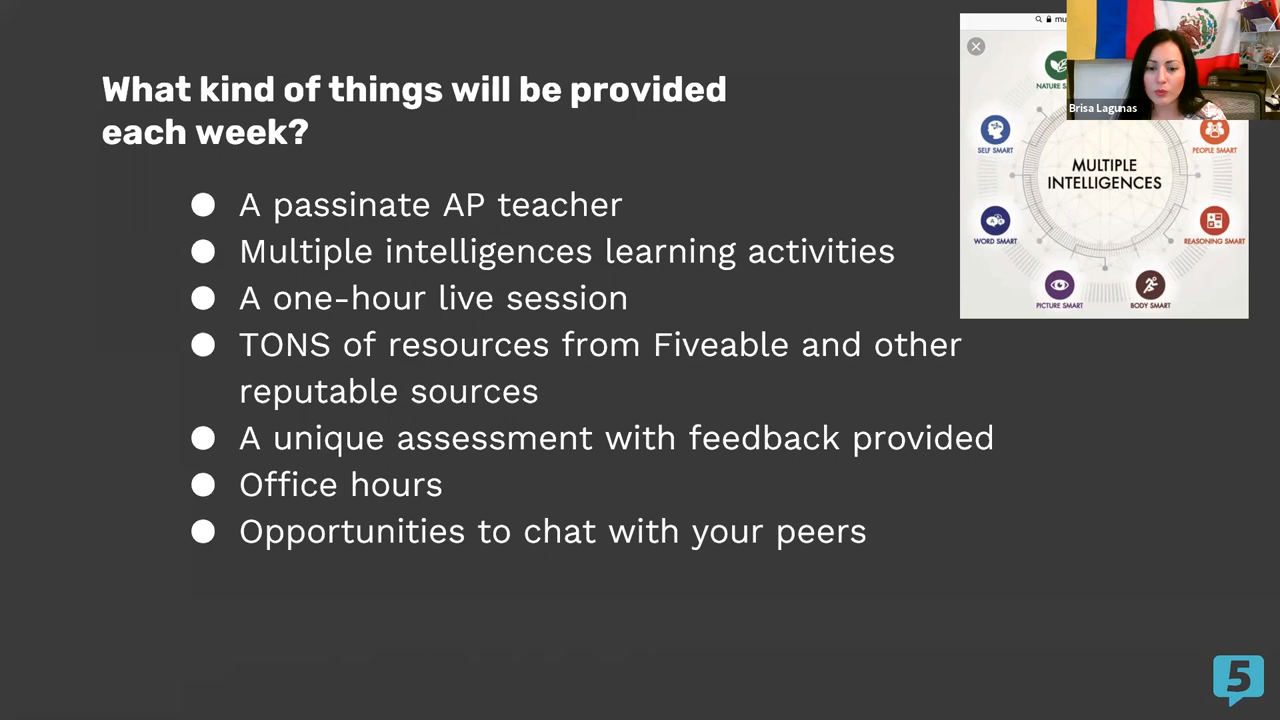 What kind of things will be provided
each week?
● A passinate AP teacher
● Multiple intelligences learning activities
● A one-hour live session
● TONS of resources from Fiveable and other
reputable sources
● A unique assessment with feedback provided
● Office hours
● Opportunities to chat with your peers
mu
NATURE
Brisa Lagunas
SELF SMART
PEOPLE SMART
MULTIPLE
INTELLIGENCES
WORD SMART
REASONING SMART
PICTURE SMART
BODY SMART
5